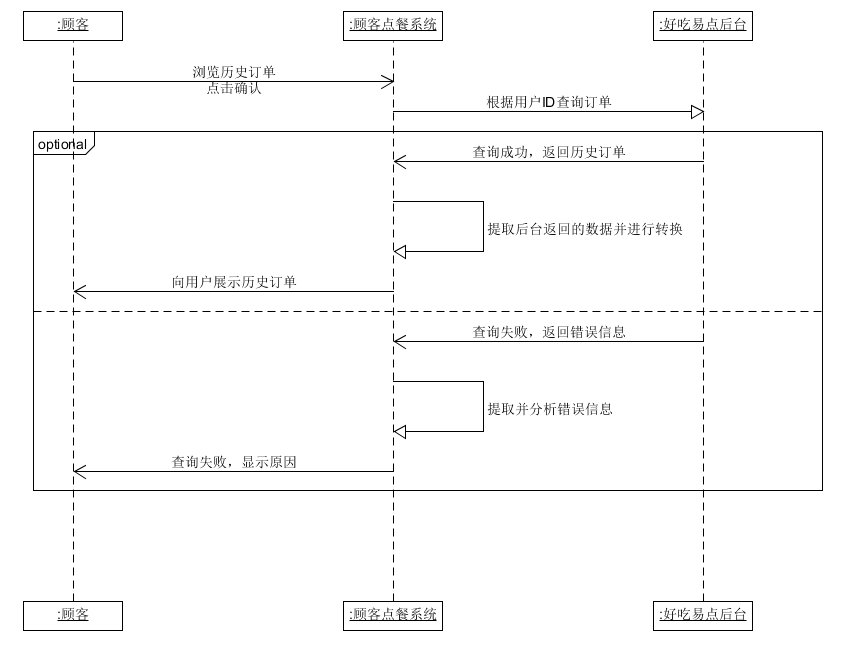 :顾客
:顾客点餐系统
:好吃易点后台
浏览历史订单
点击确认
根据用户ID查询订单
optional
查询成功，返回历史订单
提取后台返回的数据并进行转换
向用户展示历史订单
查询失败，返回错误信息
提取并分析错误信息
查询失败，显示原因
:顾客
:顾客点餐系统
:好吃易点后台